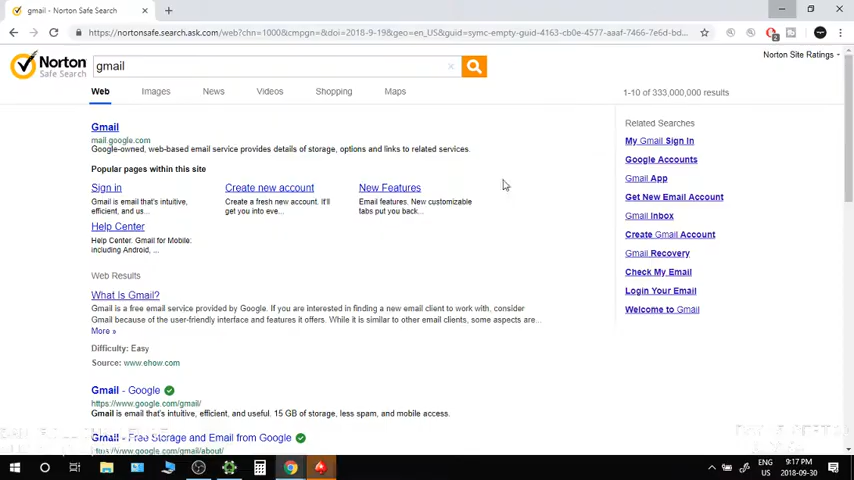 gmail - Norton Safe Search
https://nortonsafe.search.ask.com/web?chn=1000&cmpgn=&doi=2018-9-19&geo=en_US&guid=symc-empty-guid-4163-cb0e-4577-aaaf-7466-7e6d-bd...
Norton Site Ratings
Norton
Safe Search
gmail
Web Images News Videos Shopping Maps 1-10 of 333,000,000 results
Gmail
mail.google.com
Google-owned, web-based email service provides details of storage, options and links to related services.
Popular pages within this site
Sign in
Gmail is email that's intuitive,
efficient, and us...
Create new account
Create a fresh new account. It'll
get you into eve...
New Features
Email features. New customizable
tabs put you back...
Help Center
Help Center. Gmail for Mobile:
including Android, ...
Web Results
What Is Gmail?
Gmail is a free email service provided by Google. If you are interested in finding a new email client to work with, consider
Gmail because of the user-friendly interface and features it offers. While it is similar to other email clients, some aspects are...
More »
Difficulty: Easy
Source: www.ehow.com
Gmail - Google
https://www.google.com/gmail/
Gmail is email that's intuitive, efficient, and useful. 15 GB of storage, less spam, and mobile access.
Gmail - Free Storage and Email from Google
https://www.google.com/gmail/about/
Related Searches
My Gmail Sign In
Google Accounts
Gmail App
Get New Email Account
Gmail Inbox
Create Gmail Account
Gmail Recovery
Check My Email
Login Your Email
Welcome to Gmail
2
ENG
US
9:17 PM
2018-09-30